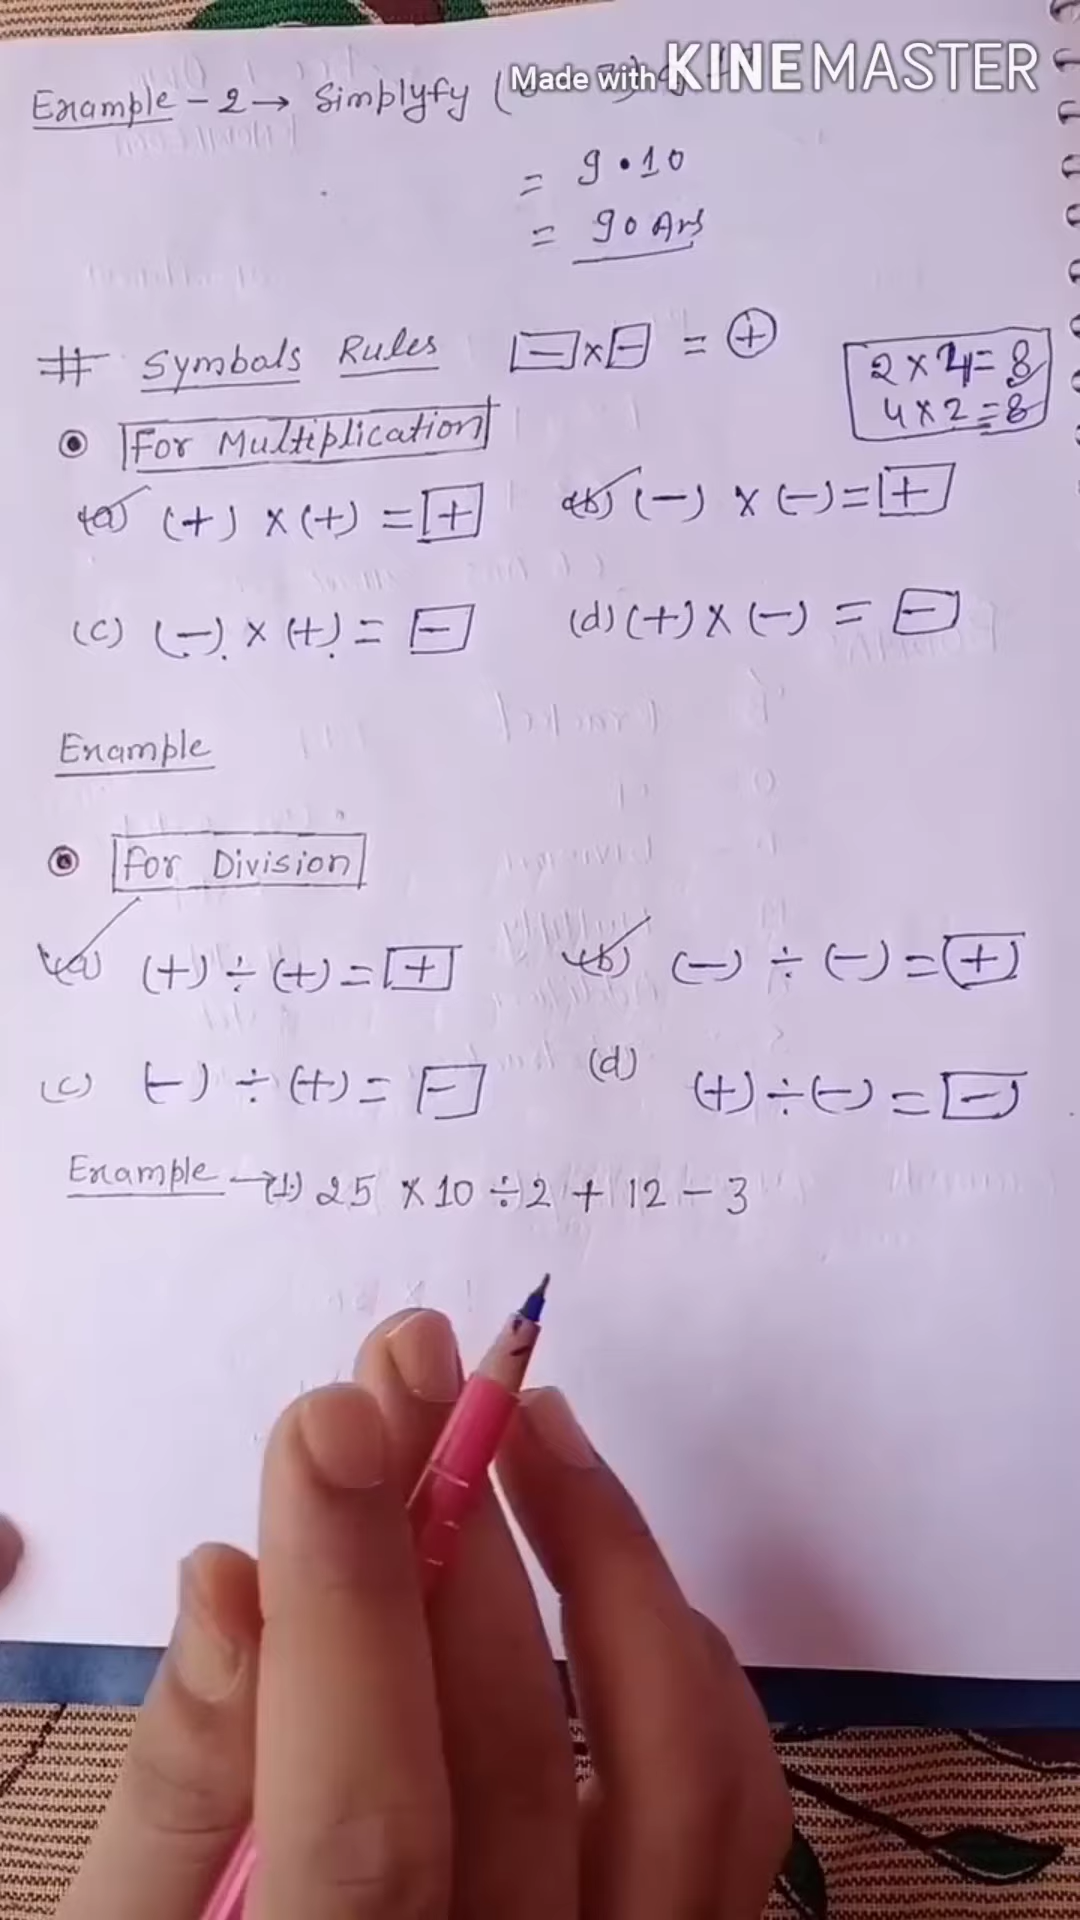 Made with KINEMASTER
Example - 2 → Simplyfy (
= 9 • 10
= 90 Ans
# Symbals Rules [-] x [-] = (+)
2 x 4 = 8
4 x 2 = 8
For Multiplication
(a) (+) x (+) = [+] (b) (-) x (-) = [+]
(c) (-) x (+) = [-] (d) (+) x (-) = [-]
Example
For Division
(a) (+) ÷ (+) = [+] (b) (-) ÷ (-) = [+]
(c) (-) ÷ (+) = [-] (d) (+) ÷ (-) = [-]
Example → (1) 25 x 10 ÷ 2 + 12 - 3